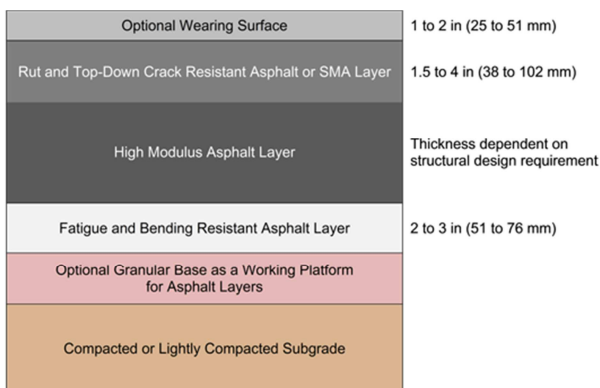 Optional Wearing Surface
1 to 2 in (25 to 51 mm)
Rut and Top-Down Crack Resistant Asphalt or SMA Layer
1.5 to 4 in (38 to 102 mm)
High Modulus Asphalt Layer
Thickness dependent on
structural design requirement
Fatigue and Bending Resistant Asphalt Layer
2 to 3 in (51 to 76 mm)
Optional Granular Base as a Working Platform
for Asphalt Layers
Compacted or Lightly Compacted Subgrade